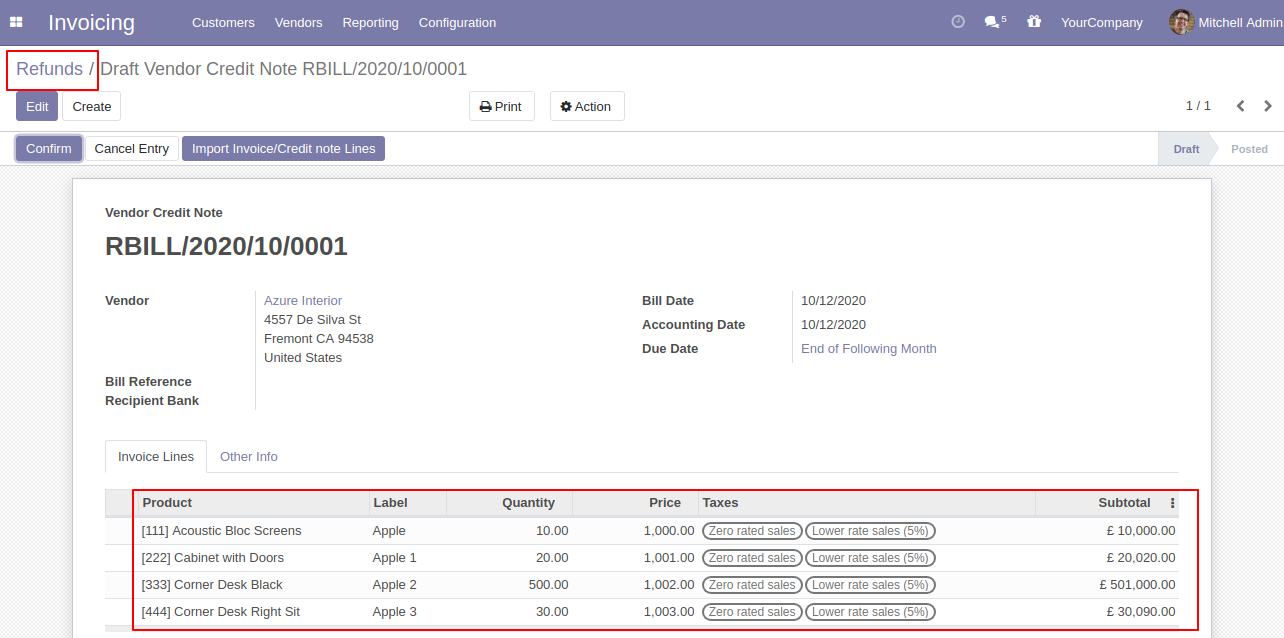 Invoicing Customers Vendors Reporting Configuration 5 YourCompany Mitchell Admin
Refunds / Draft Vendor Credit Note RBILL/2020/10/0001
Edit Create Print Action 1 / 1
Confirm Cancel Entry Import Invoice/Credit note Lines Draft Posted
Vendor Credit Note
RBILL/2020/10/0001
Vendor Azure Interior Bill Date 10/12/2020
4557 De Silva St
Accounting Date 10/12/2020
Fremont CA 94538
Due Date End of Following Month
United States
Bill Reference
Recipient Bank
Invoice Lines Other Info
Product Label Quantity Price Taxes Subtotal
[111] Acoustic Bloc Screens Apple 10.00 1,000.00 Zero rated sales Lower rate sales (5%) £ 10,000.00
[222] Cabinet with Doors Apple 1 20.00 1,001.00 Zero rated sales Lower rate sales (5%) £ 20,020.00
[333] Corner Desk Black Apple 2 500.00 1,002.00 Zero rated sales Lower rate sales (5%) £ 501,000.00
[444] Corner Desk Right Sit Apple 3 30.00 1,003.00 Zero rated sales Lower rate sales (5%) £ 30,090.00